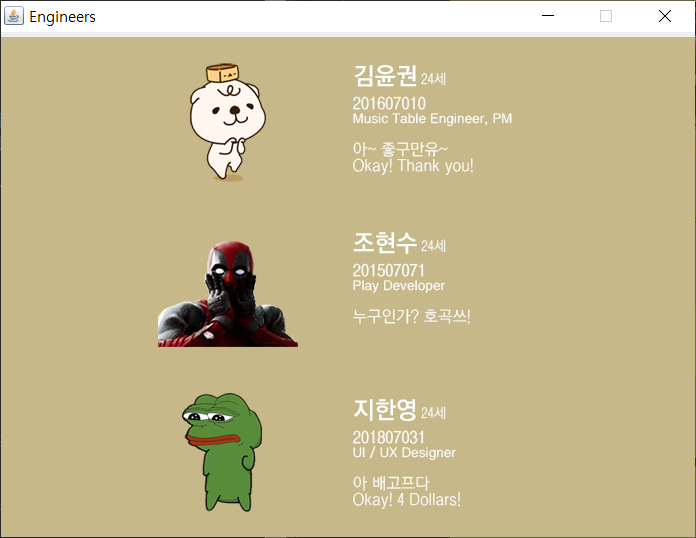 Engineers
김윤권 24세
201607010
Music Table Engineer, PM
아~ 좋구만유~
Okay! Thank you!
조현수 24세
201507071
Play Developer
누구인가? 호곡쓰!
지한영 24세
201807031
UI / UX Designer
아 배고프다
Okay! 4 Dollars!